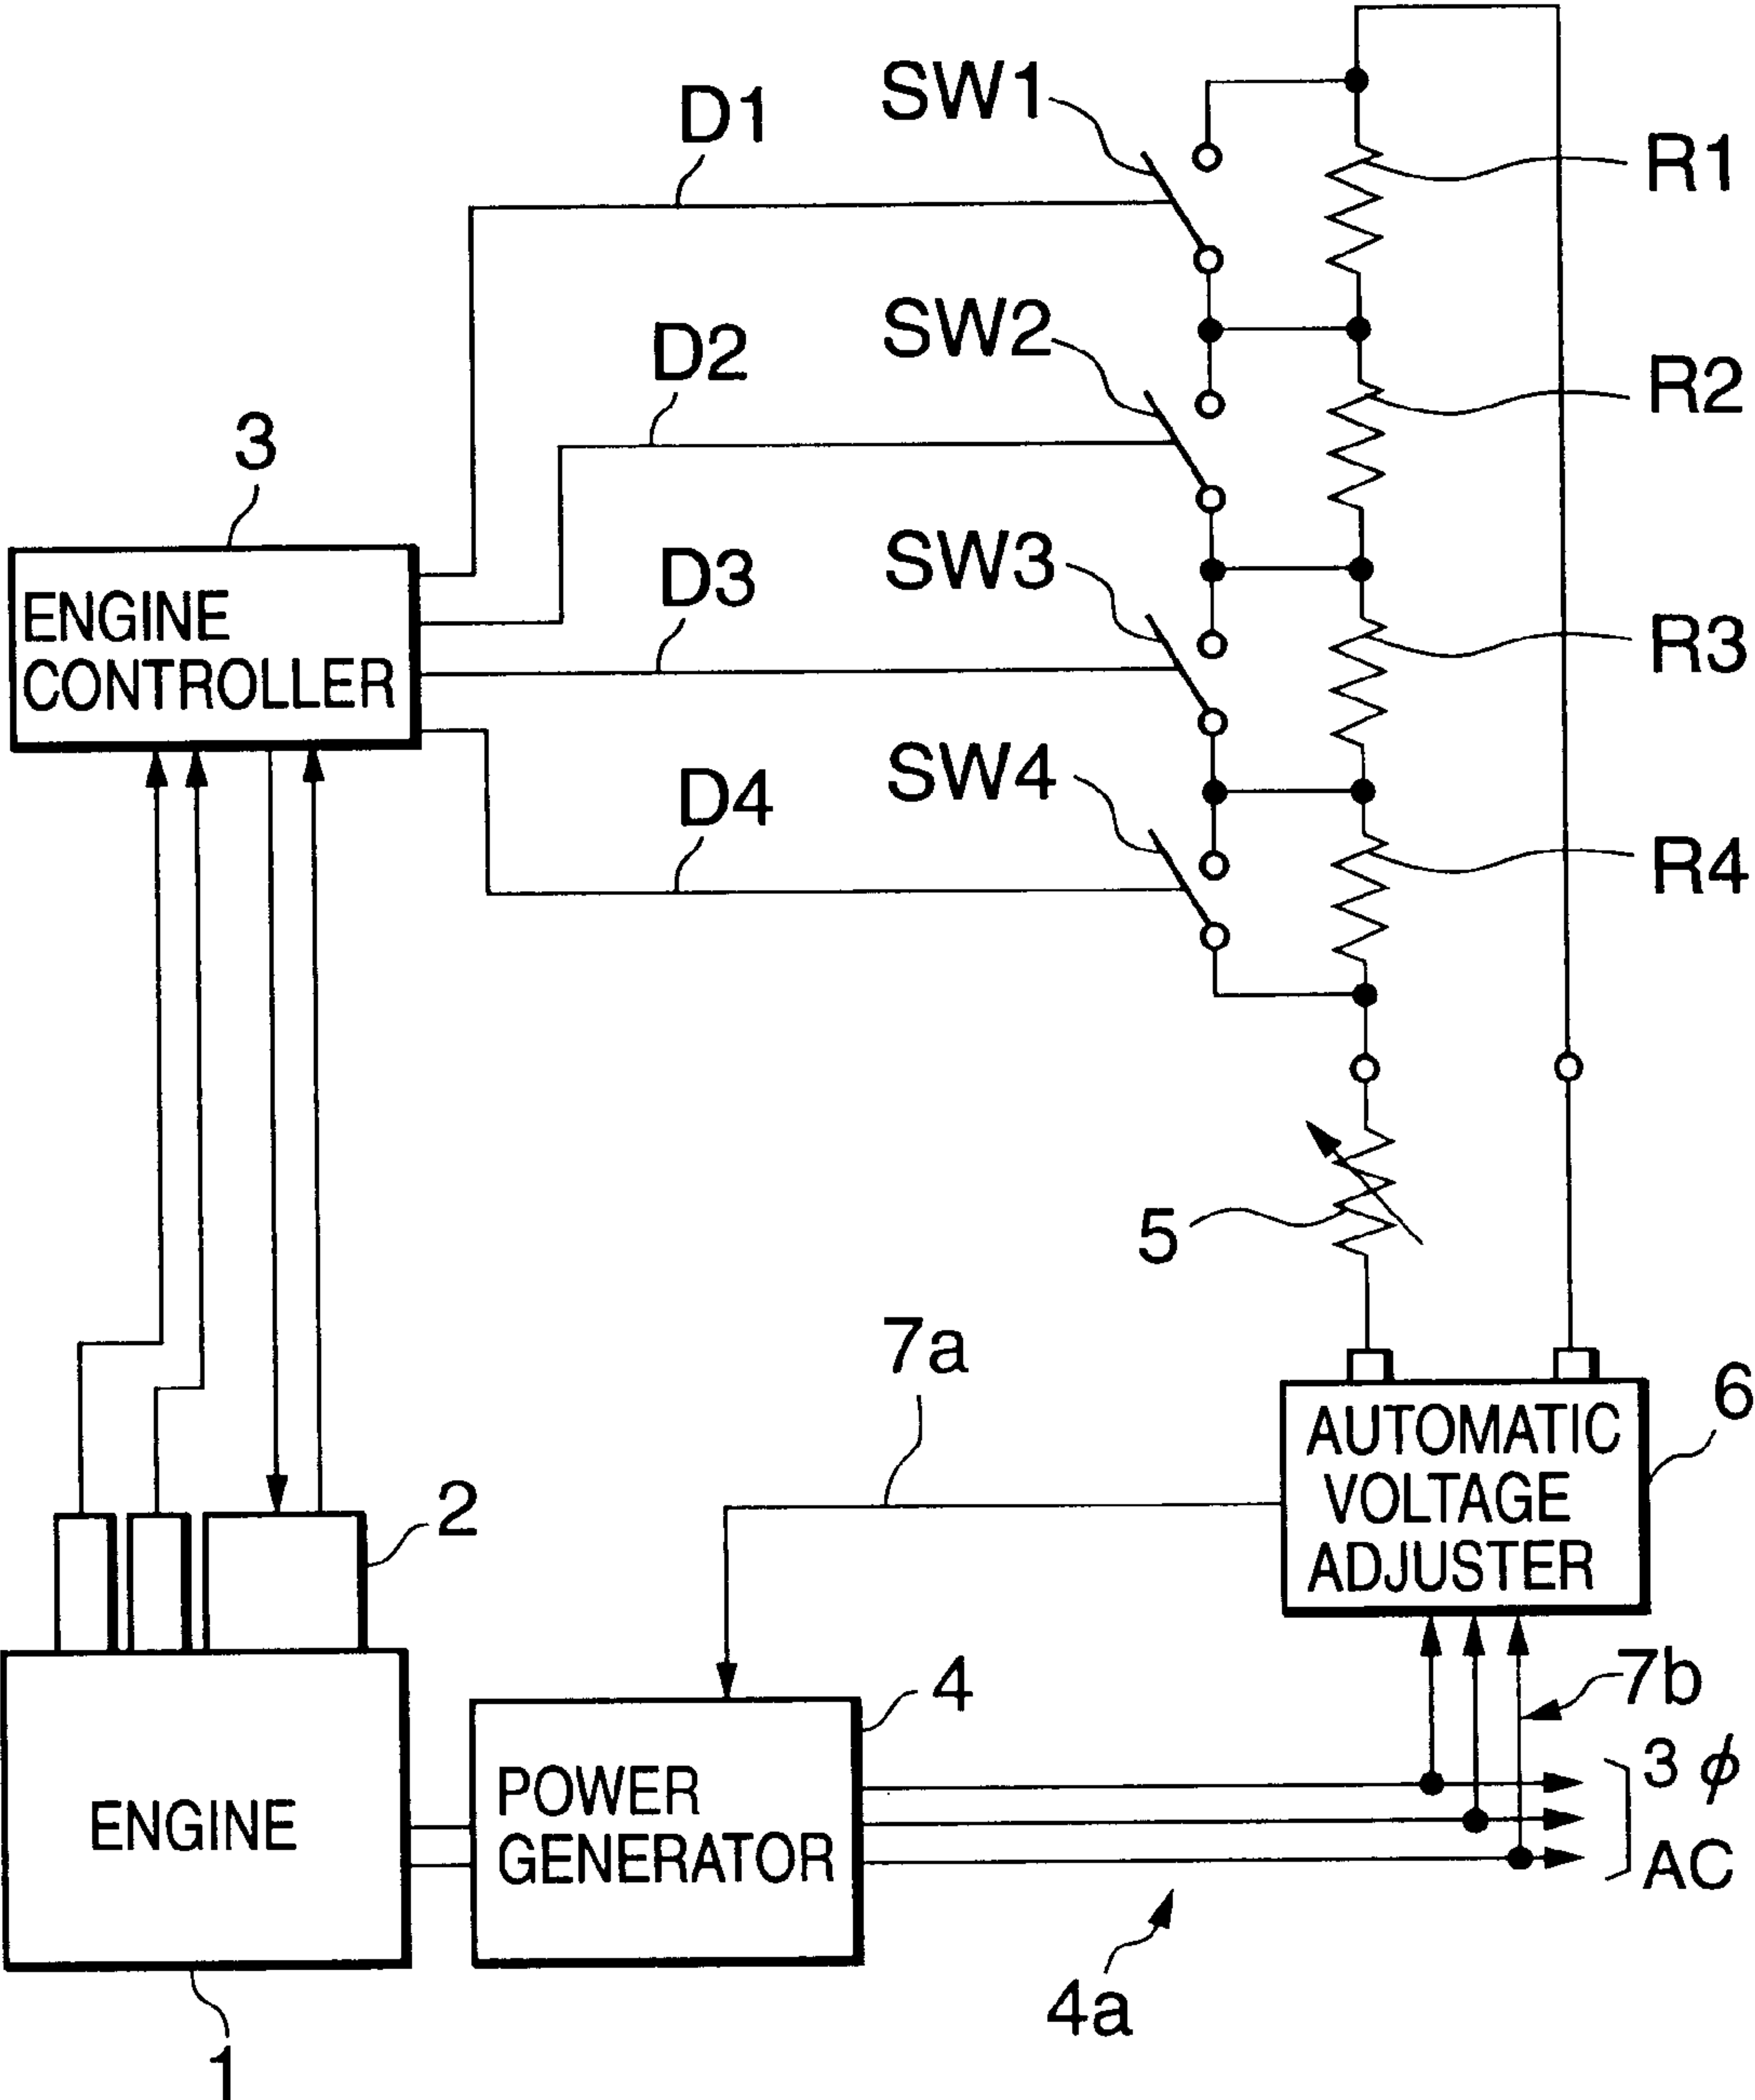 SW1
D1
R1
SW2
D2
R2
3
SW3
D3
ENGINE
CONTROLLER
R3
SW4
D4
R4
5
7a
6
AUTOMATIC
VOLTAGE
ADJUSTER
2
4
7b
3 ϕ
POWER
GENERATOR
ENGINE
AC
4a
1